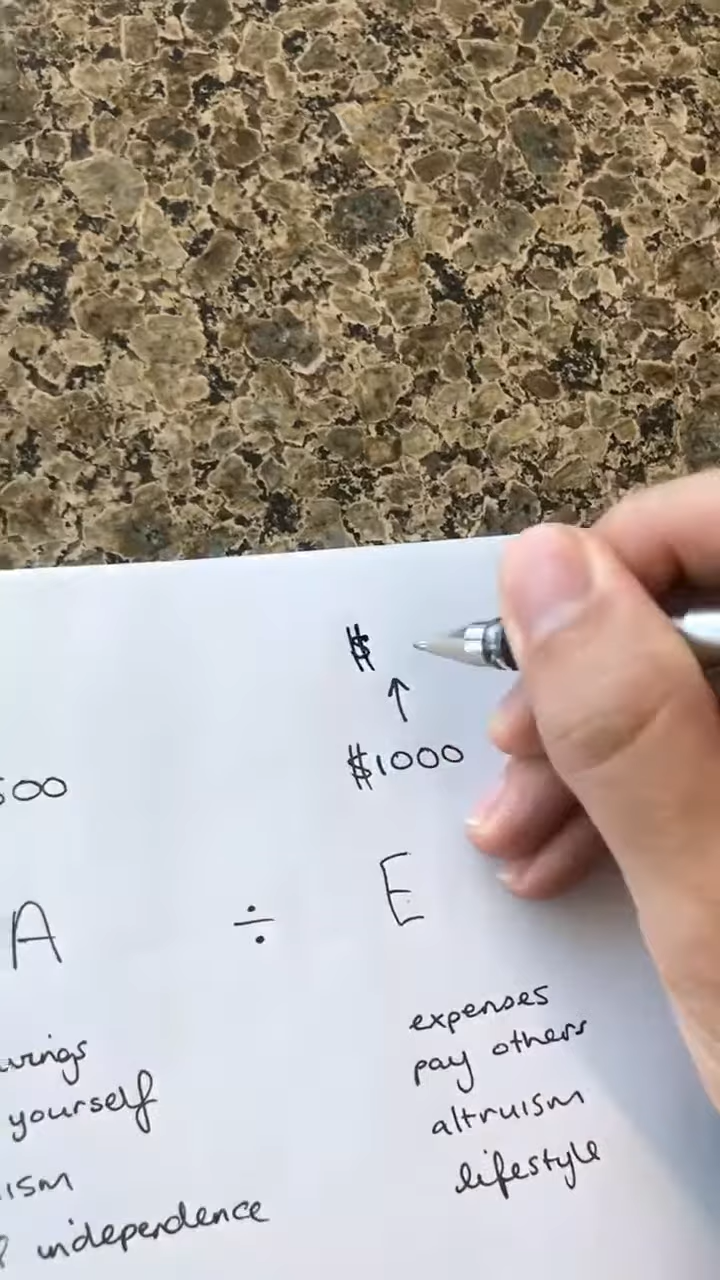 $
↑
$1000
500
A ÷ E
expenses
pay others
yourself
altruism
lifestyle
independence